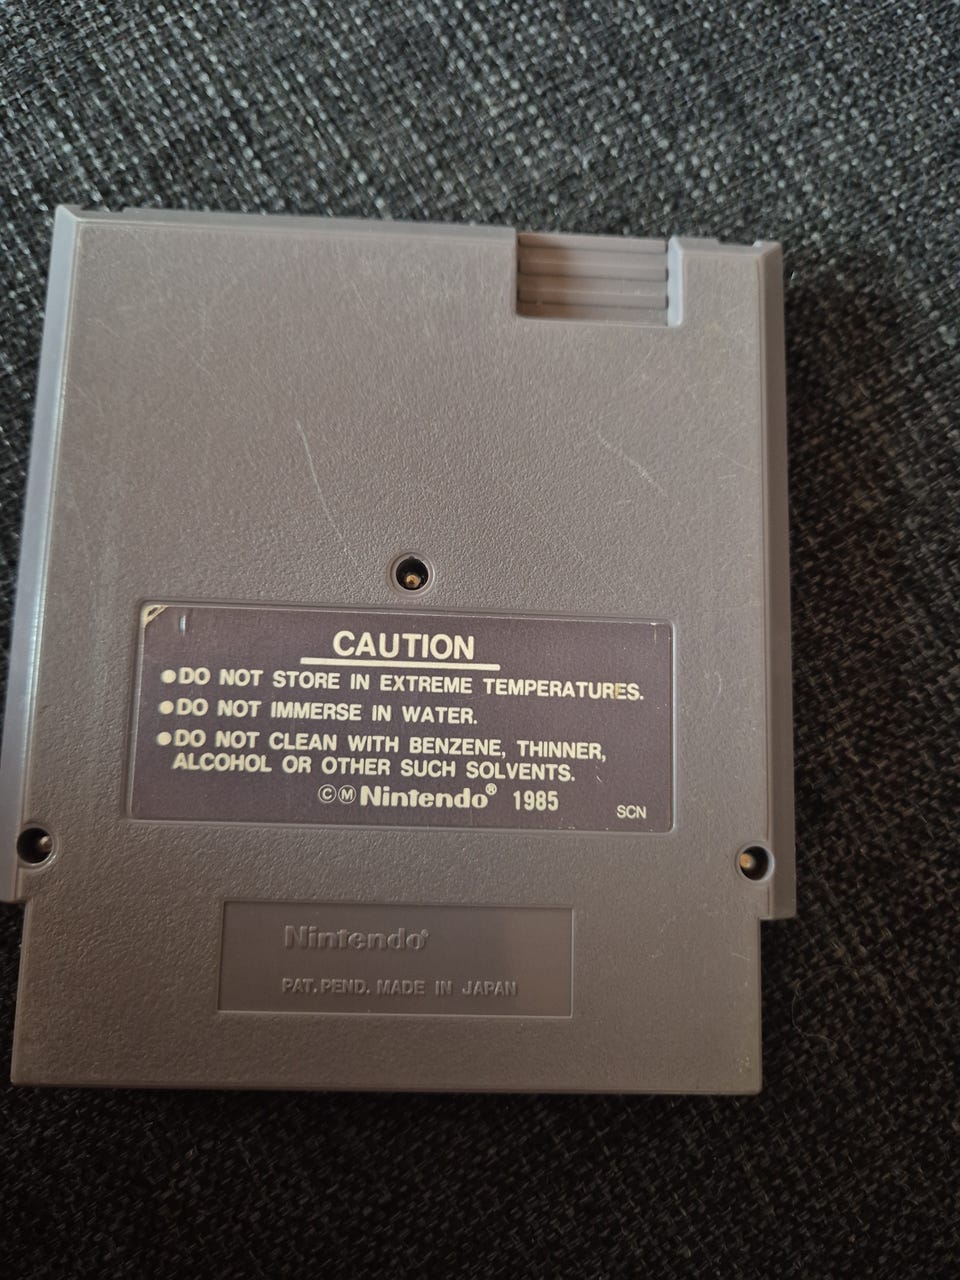 CAUTION
●DO NOT STORE IN EXTREME TEMPERATURES.
●DO NOT IMMERSE IN WATER.
●DO NOT CLEAN WITH BENZENE, THINNER,
ALCOHOL OR OTHER SUCH SOLVENTS.
ⒸⓂNintendo® 1985
SCN
Nintendo®
PAT. PEND. MADE IN JAPAN